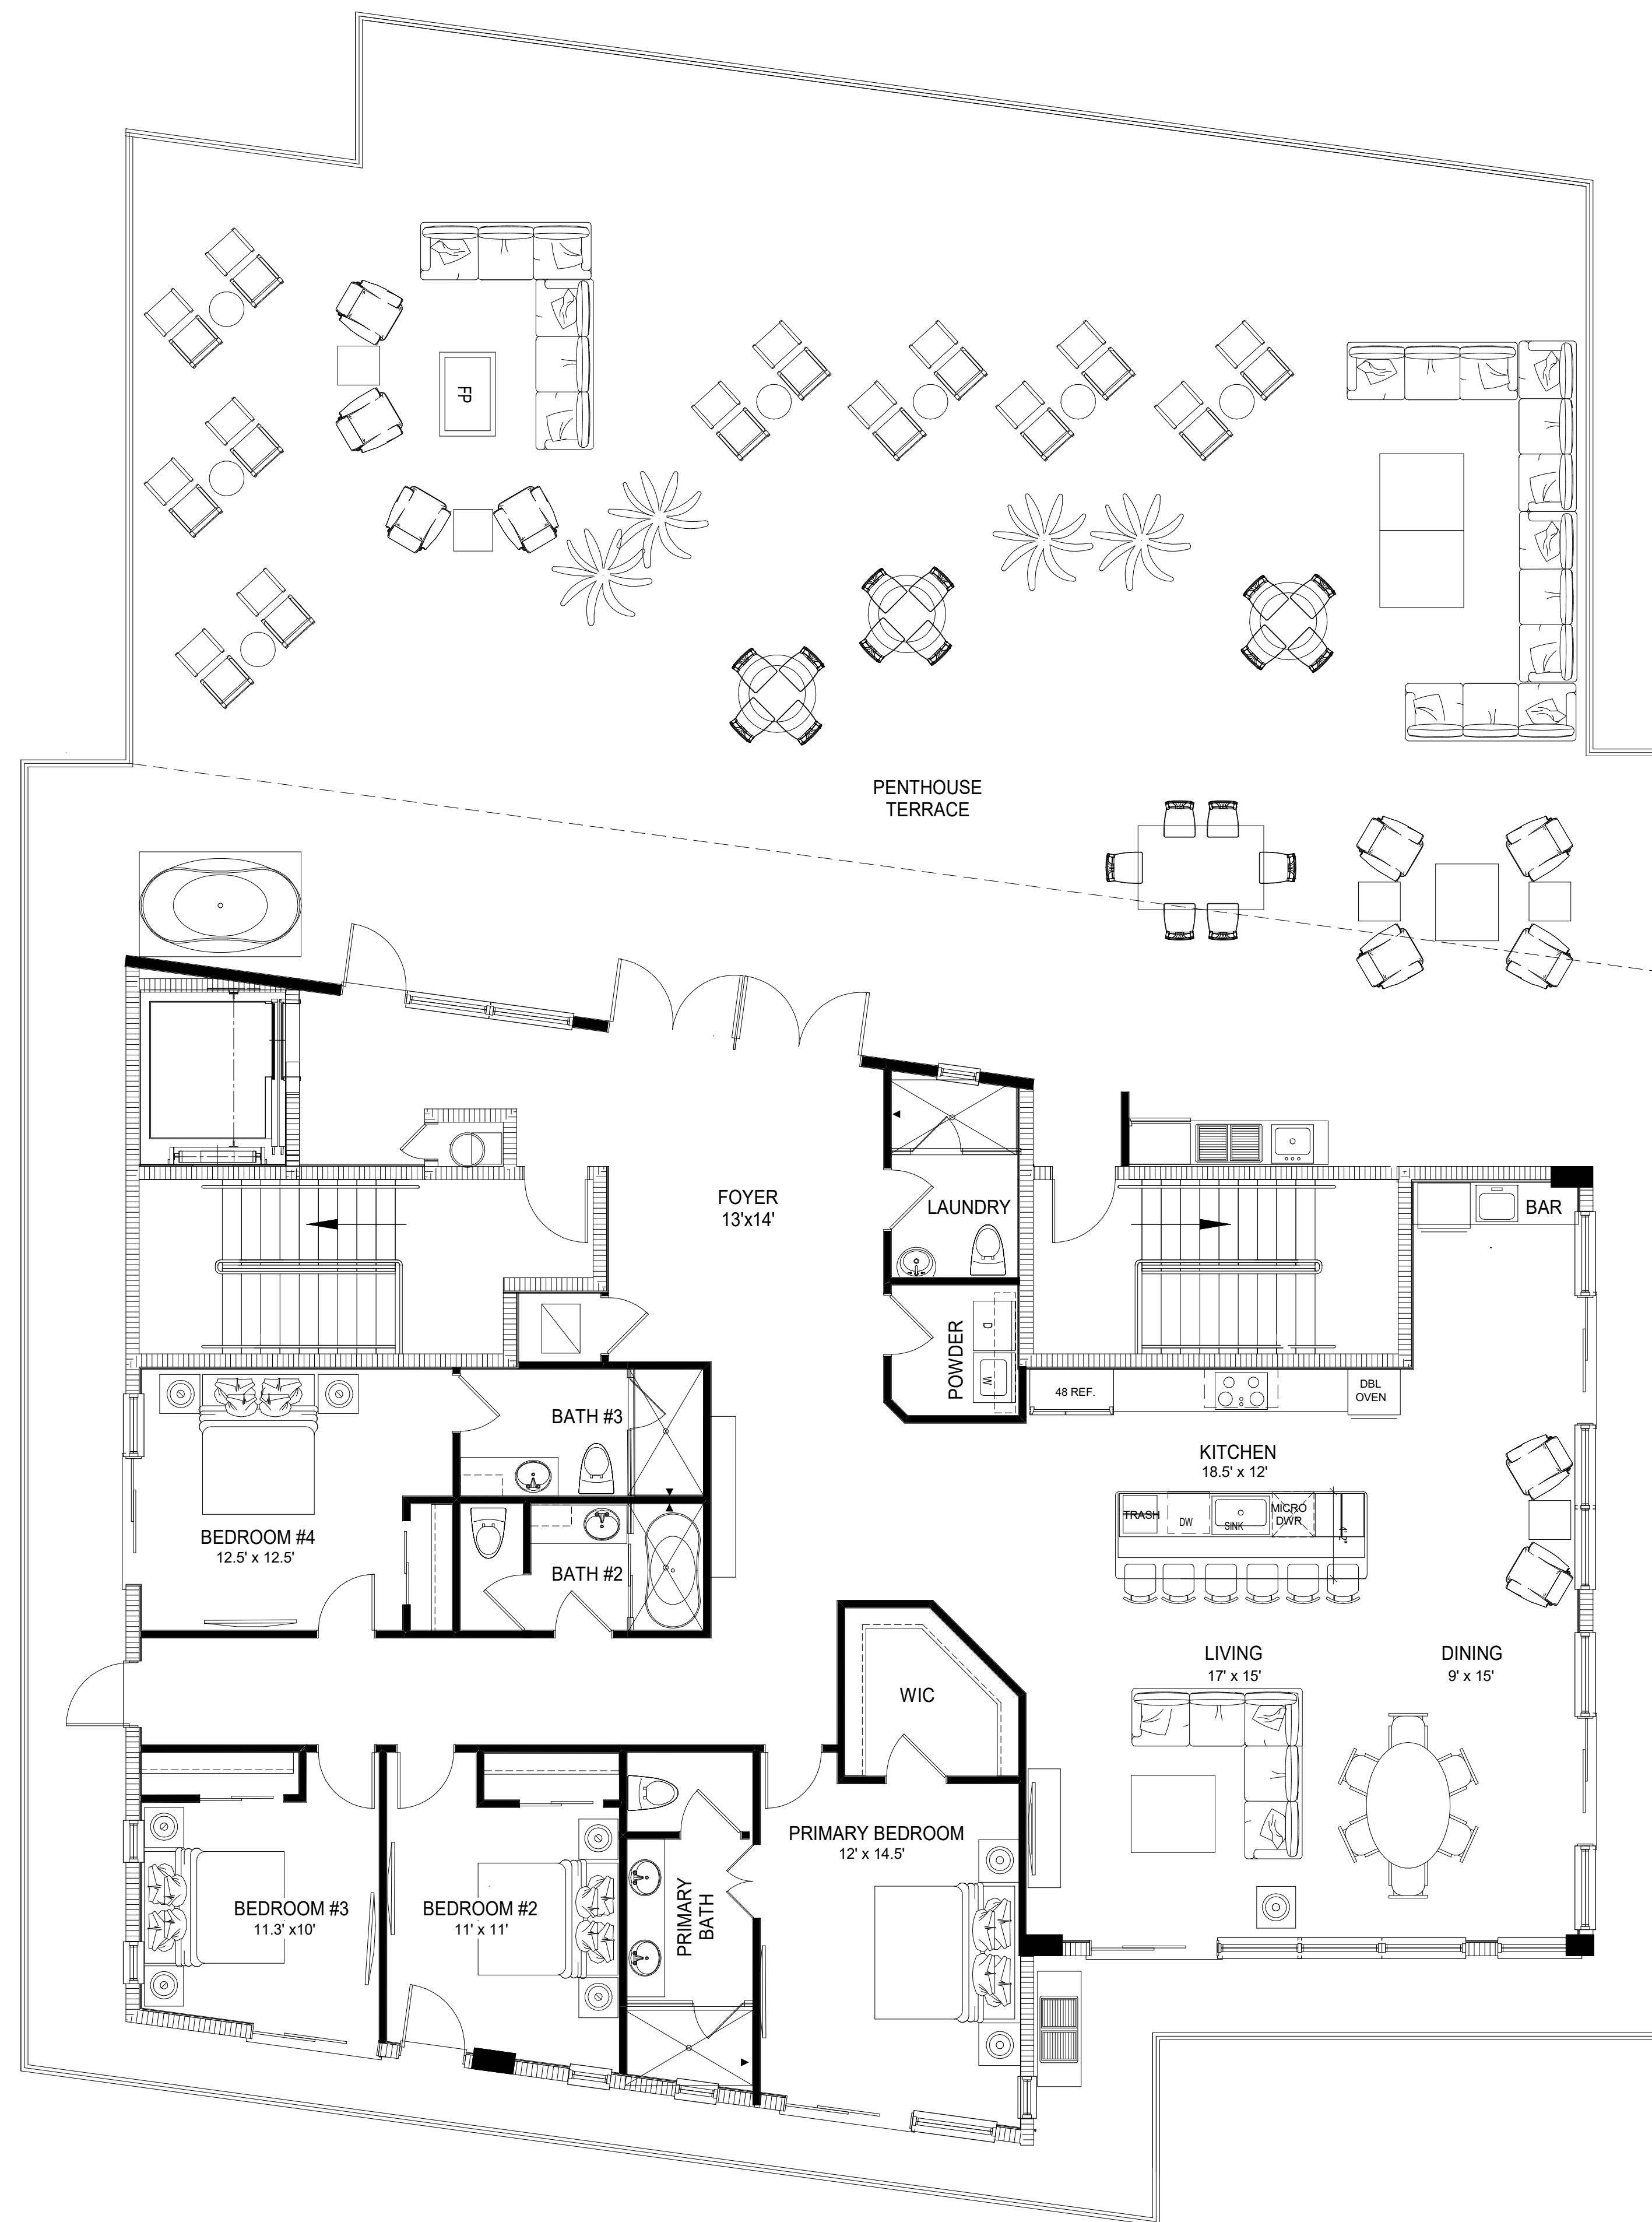 FP
PENTHOUSE
TERRACE
FOYER
13'x14'
LAUNDRY
BAR
POWDER
D
W
48 REF.
DBL
OVEN
BATH #3
KITCHEN
18.5' x 12'
TRASH
DW
SINK
MICRO
DWR
BEDROOM #4
12.5' x 12.5'
BATH #2
LIVING
17' x 15'
DINING
9' x 15'
WIC
PRIMARY BEDROOM
12' x 14.5'
BEDROOM #3
11.3' x10'
BEDROOM #2
11' x 11'
PRIMARY
BATH